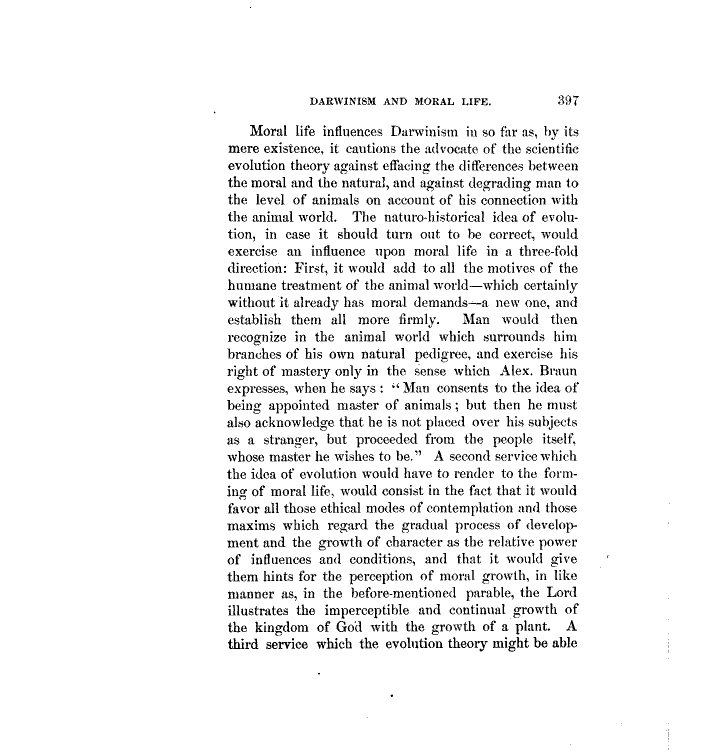 DARWINISM AND MORAL LIFE. 397
Moral life influences Darwinism in so far as, by its
mere existence, it cautions the advocate of the scientific
evolution theory against effacing the differences between
the moral and the natural, and against degrading man to
the level of animals on account of his connection with
the animal world. The naturo-historical idea of evolu-
tion, in case it should turn out to be correct, would
exercise an influence upon moral life in a three-fold
direction: First, it would add to all the motives of the
humane treatment of the animal world—which certainly
without it already has moral demands—a new one, and
establish them all more firmly. Man would then
recognize in the animal world which surrounds him
branches of his own natural pedigree, and exercise his
right of mastery only in the sense which Alex. Braun
expresses, when he says: "Man consents to the idea of
being appointed master of animals; but then he must
also acknowledge that he is not placed over his subjects
as a stranger, but proceeded from the people itself,
whose master he wishes to be." A second service which
the idea of evolution would have to render to the form-
ing of moral life, would consist in the fact that it would
favor all those ethical modes of contemplation and those
maxims which regard the gradual process of develop-
ment and the growth of character as the relative power
of influences and conditions, and that it would give
them hints for the perception of moral growth, in like
manner as, in the before-mentioned parable, the Lord
illustrates the imperceptible and continual growth of
the kingdom of God with the growth of a plant. A
third service which the evolution theory might be able